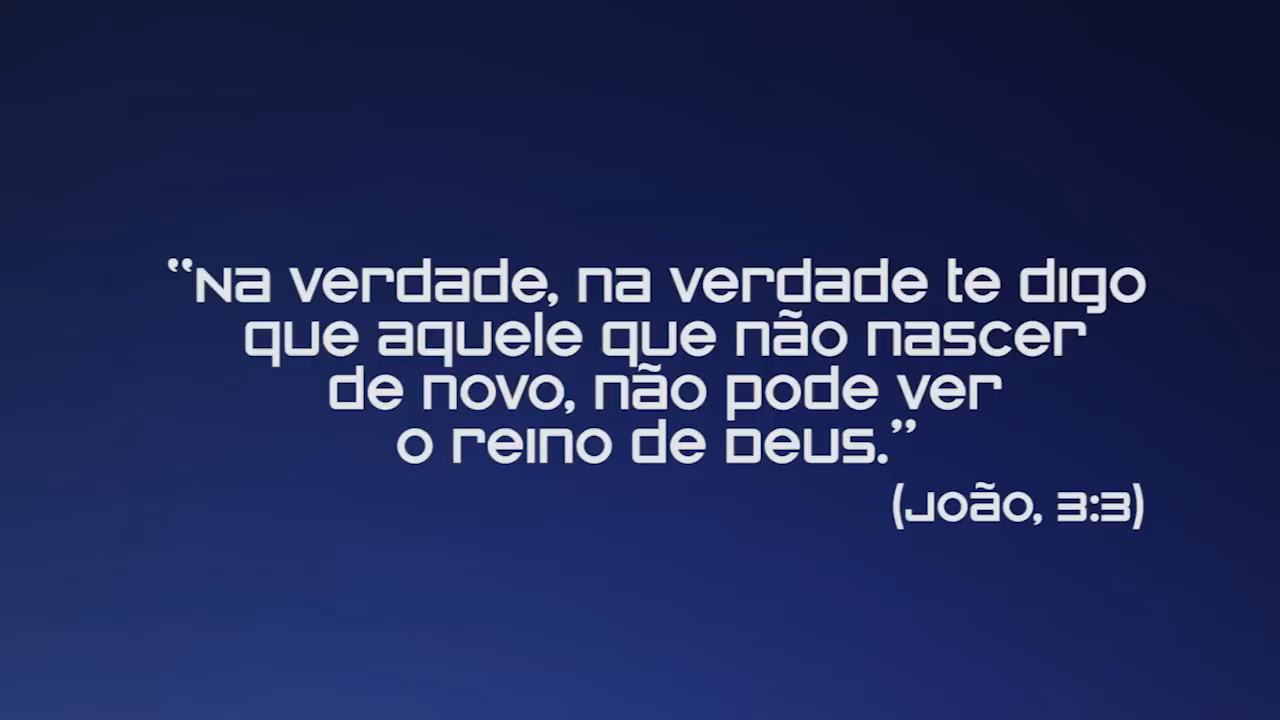 “Na verdade, na verdade te digo
que aquele que não nascer
de novo, não pode ver
o reino de Deus.”
(João, 3:3)